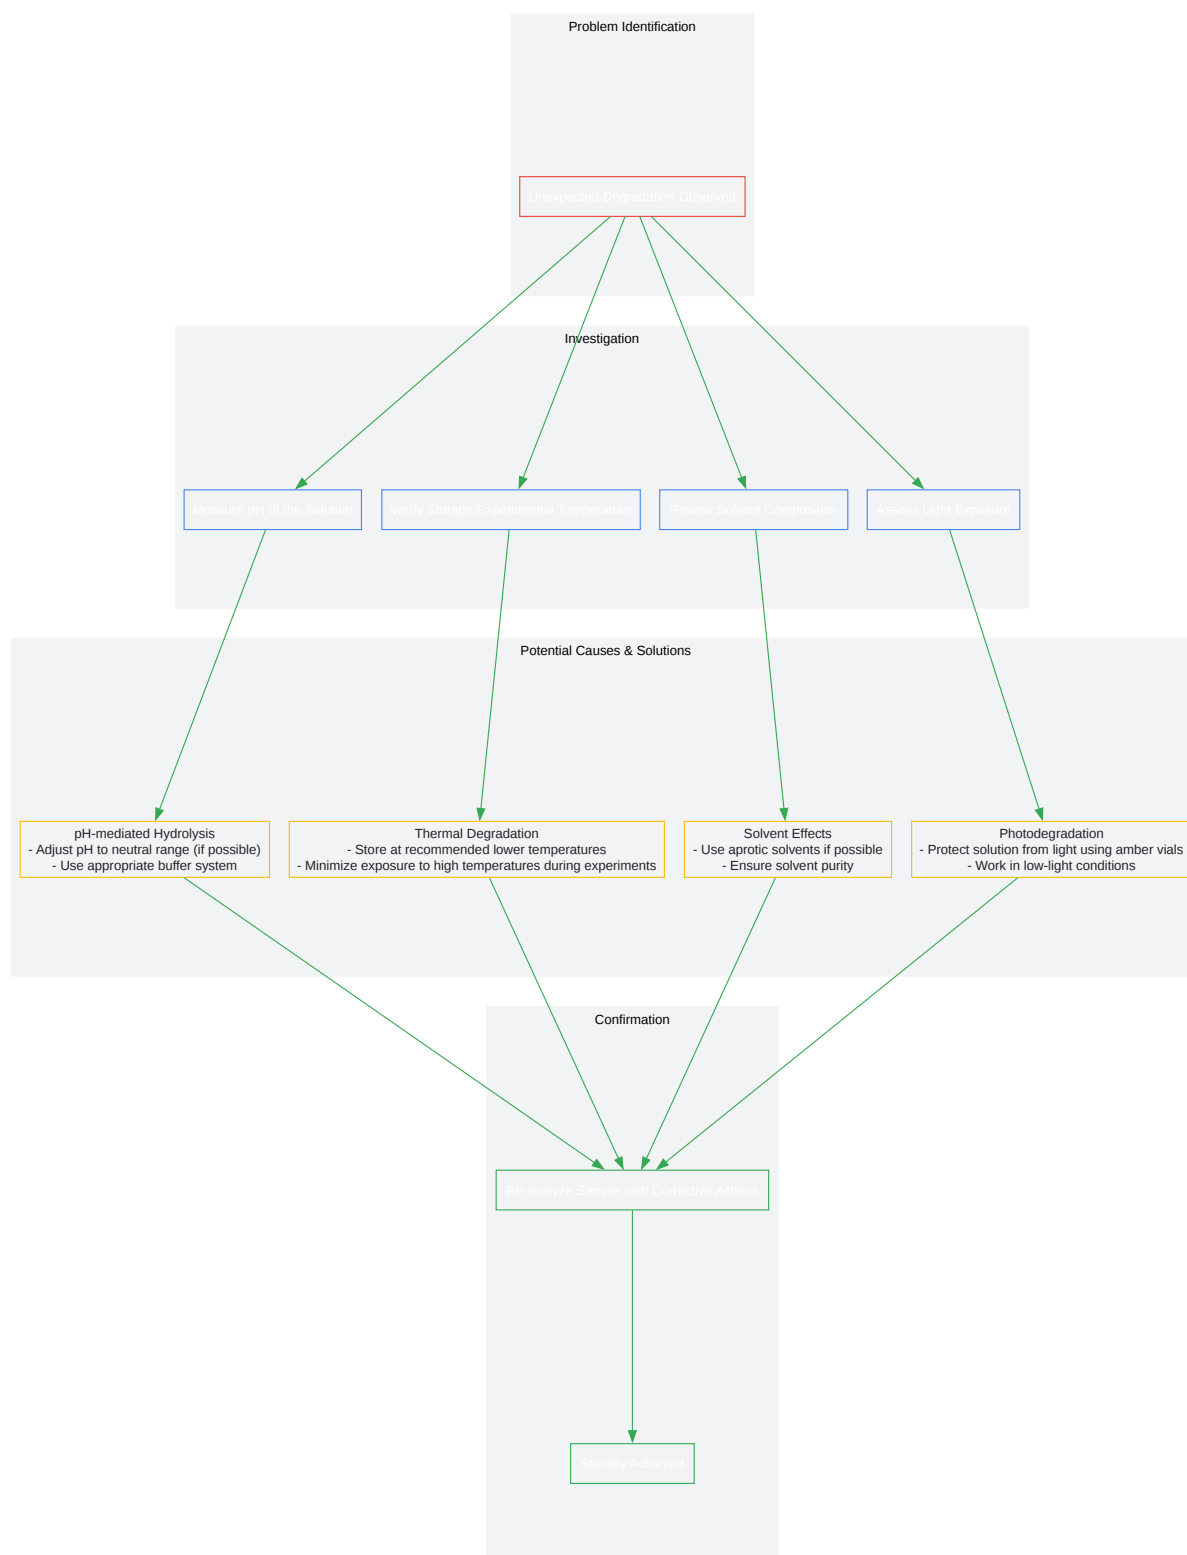 Problem Identification
Unexpected Degradation Observed
Investigation
Measure pH of the Solution
Verify Storage/Experimental Temperature
Review Solvent Composition
Assess Light Exposure
Potential Causes & Solutions
pH-mediated Hydrolysis
- Adjust pH to neutral range (if possible)
- Use appropriate buffer system
Thermal Degradation
- Store at recommended lower temperatures
- Minimize exposure to high temperatures during experiments
Solvent Effects
- Use aprotic solvents if possible
- Ensure solvent purity
Photodegradation
- Protect solution from light using amber vials
- Work in low-light conditions
Confirmation
Re-analyze Sample with Corrective Actions
Stability Achieved